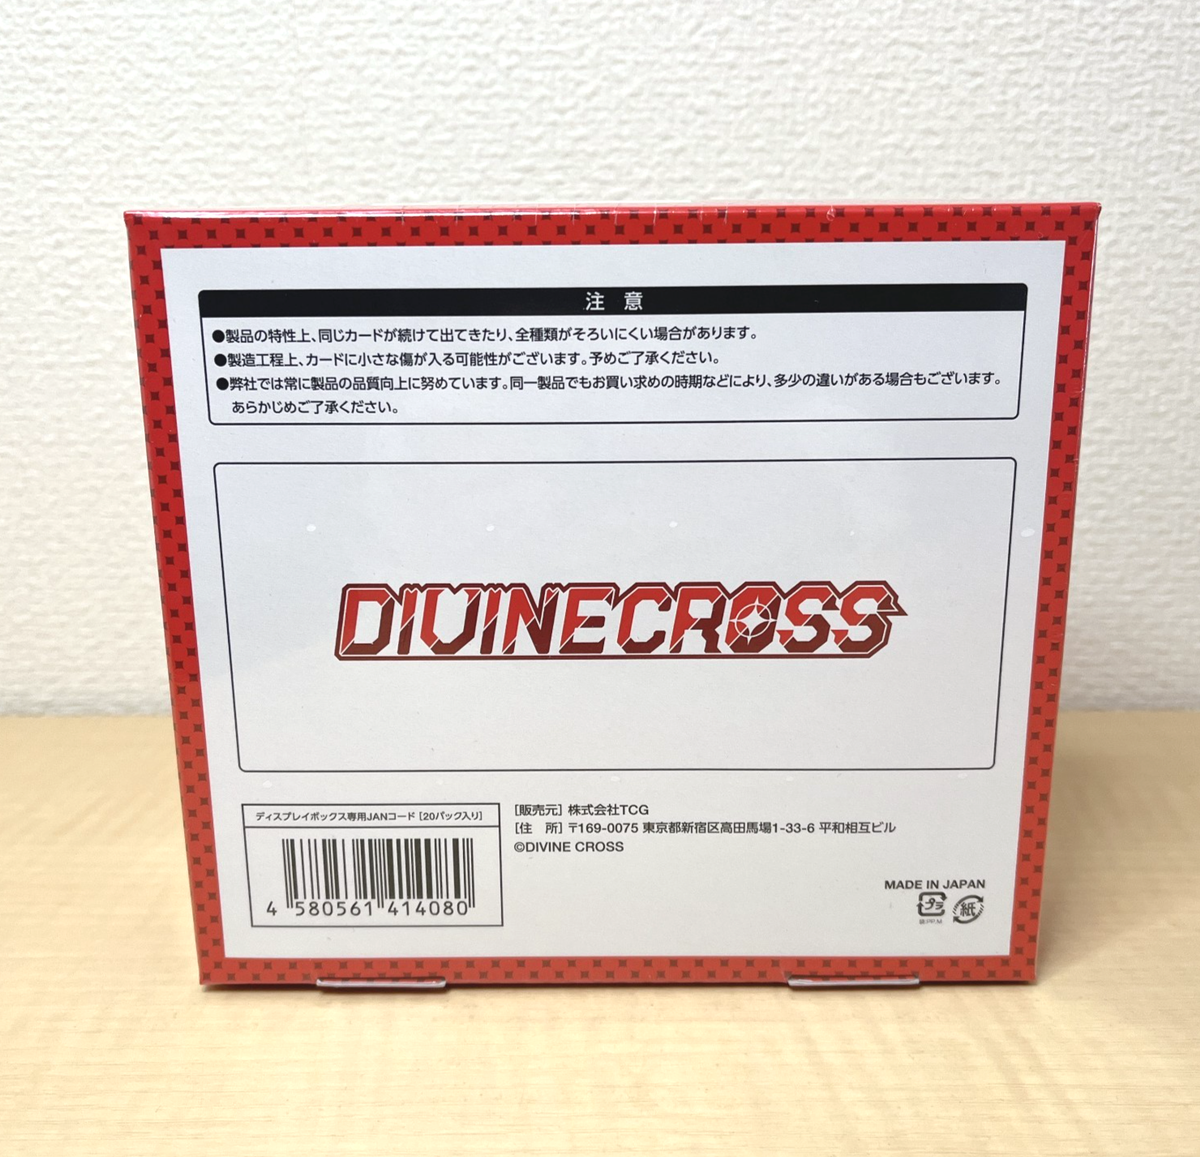 注 意
●製品の特性上、同じカードが続けて出てきたり、全種類がそろいにくい場合があります。
●製造工程上、カードに小さな傷が入る可能性がございます。予めご了承ください。
●弊社では常に製品の品質向上に努めています。同一製品でもお買い求めの時期などにより、多少の違いがある場合もございます。
あらかじめご了承ください。
DIVINECROSS
ディスプレイボックス専用JANコード [20パック入り]
4 580561 414080
[販売元] 株式会社TCG
[住 所] 〒169-0075 東京都新宿区高田馬場1-33-6 平和相互ビル
©DIVINE CROSS
MADE IN JAPAN
プラ 紙